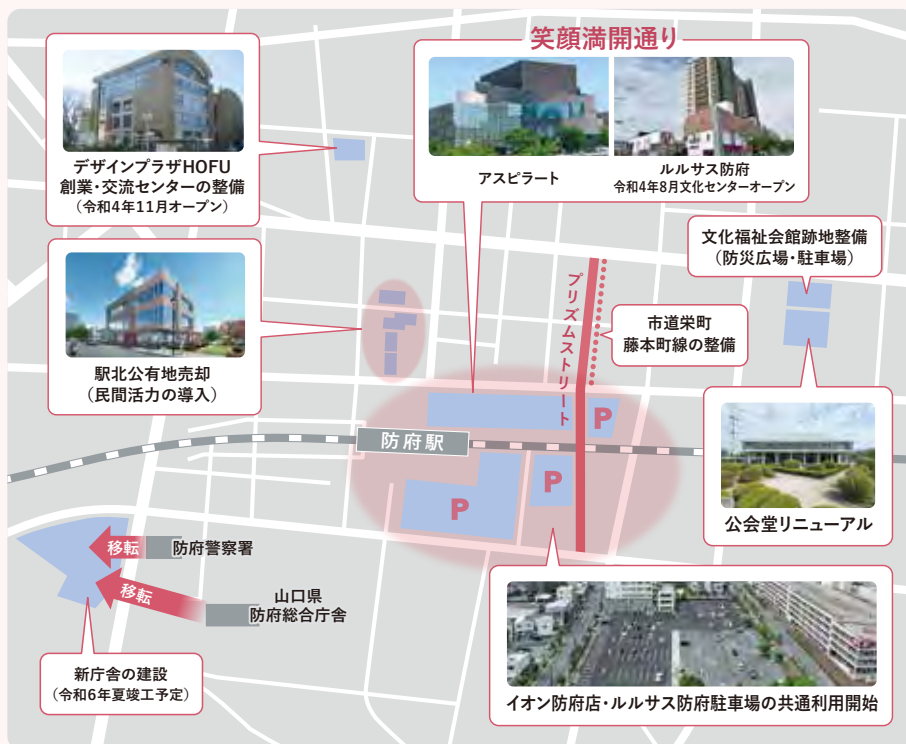 笑顔満開通り
デザインプラザHOFU
創業・交流センターの整備
（令和4年11月オープン）
アスピラート
ルルサス防府
令和4年8月文化センターオープン
文化福祉会館跡地整備
（防災広場・駐車場）
プリズムストリート
市道栄町
藤本町線の整備
駅北公有地売却
（民間活力の導入）
P
防府駅
P
P
公会堂リニューアル
移転
防府警察署
移転
山口県
防府総合庁舎
新庁舎の建設
（令和6年夏竣工予定）
イオン防府店・ルルサス防府駐車場の共通利用開始